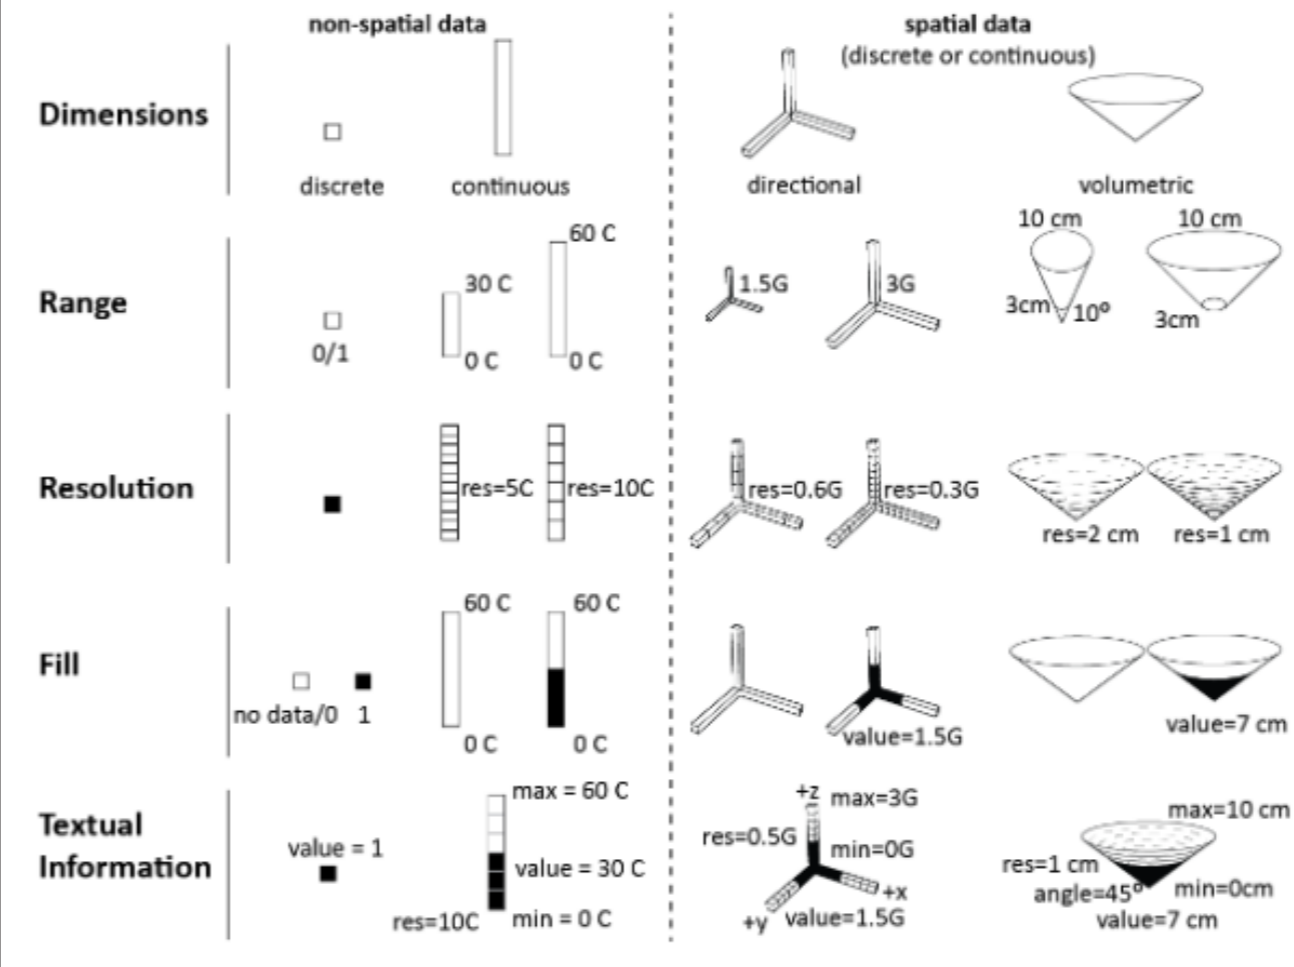 non-spatial data
spatial data
(discrete or continuous)
Dimensions
discrete
continuous
directional
volumetric
Range
0/1
30 C
0 C
60 C
0 C
1.5G
3G
10 cm
3cm
10º
10 cm
3cm
Resolution
res=5C
res=10C
res=0.6G
res=0.3G
res=2 cm
res=1 cm
Fill
no data/0
1
60 C
0 C
60 C
0 C
value=1.5G
value=7 cm
Textual
Information
value = 1
max = 60 C
value = 30 C
res=10C
min = 0 C
+z
max=3G
res=0.5G
min=0G
+x
+y
value=1.5G
max=10 cm
res=1 cm
angle=45º
min=0cm
value=7 cm